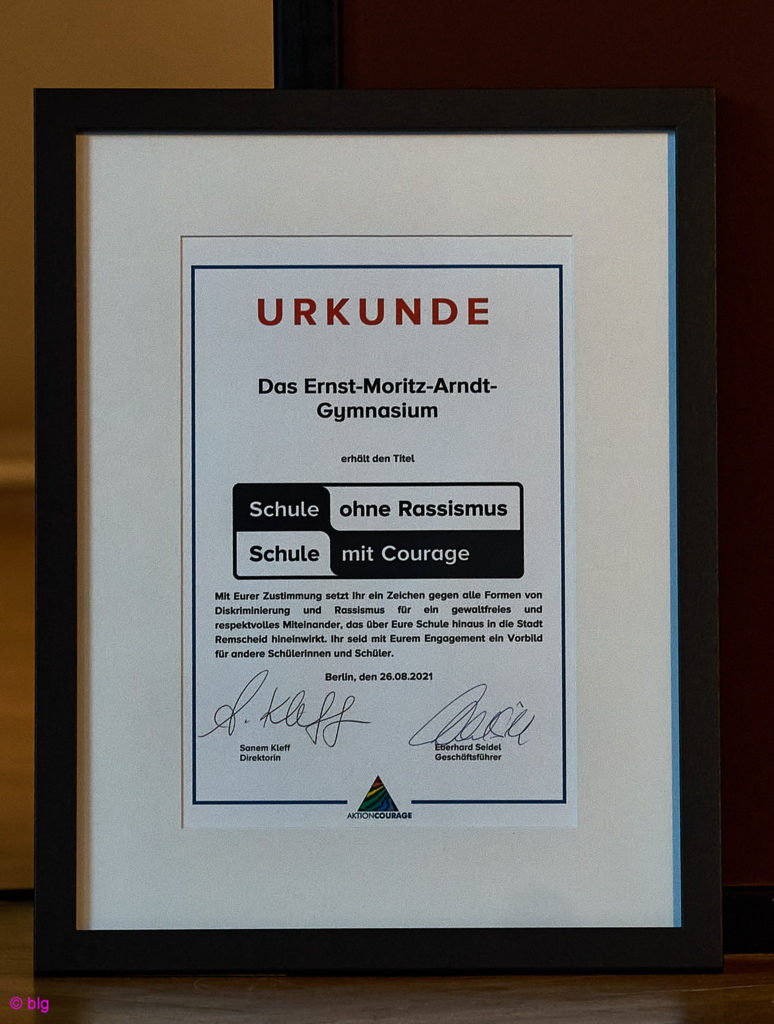 URKUNDE
Das Ernst-Moritz-Arndt-
Gymnasium
erhält den Titel
Schule ohne Rassismus
Schule mit Courage
Mit Eurer Zustimmung setzt Ihr ein Zeichen gegen alle Formen von
Diskriminierung und Rassismus für ein gewaltfreies und
respektvolles Miteinander, das über Eure Schule hinaus in die Stadt
Remscheid hineinwirkt. Ihr seid mit Eurem Engagement ein Vorbild
für andere Schülerinnen und Schüler.
Berlin, den 26.08.2021
S. Kleff
Sanem Kleff
Direktorin
Eberhard Seidel
Geschäftsführer
AKTIONCOURAGE
© blg